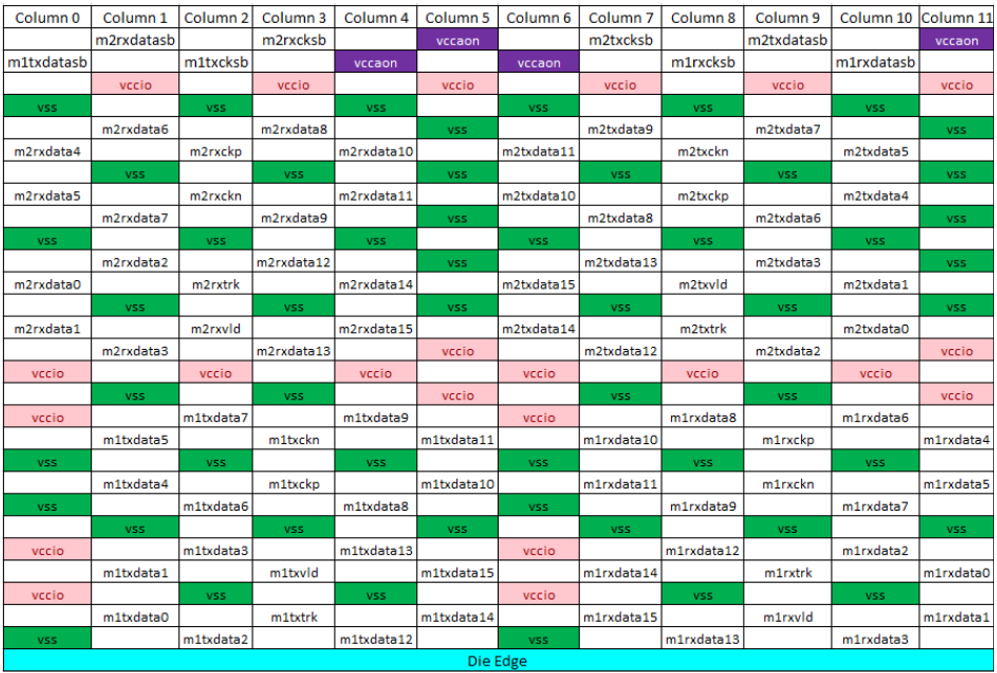 Column 0 Column 1 Column 2 Column 3 Column 4 Column 5 Column 6 Column 7 Column 8 Column 9 Column 10 Column 11
m2rxdatasb m2rxcksb vccaon m2txcksb m2txdatasb vccaon
m1txdatasb m1txcksb vccaon vccaon m1rxcksb m1rxdatasb
vccio vccio vccio vccio vccio vccio
vss vss vss vss vss vss
m2rxdata6 m2rxdata8 vss m2txdata9 m2txdata7 vss
m2rxdata4 m2rxckp m2rxdata10 m2txdata11 m2txckn m2txdata5
vss vss vss vss vss vss
m2rxdata5 m2rxckn m2rxdata11 m2txdata10 m2txckp m2txdata4
m2rxdata7 m2rxdata9 vss m2txdata8 m2txdata6 vss
vss vss vss vss vss vss
m2rxdata2 m2rxdata12 vss m2txdata13 m2txdata3 vss
m2rxdata0 m2rxtrk m2rxdata14 m2txdata15 m2txvld m2txdata1
vss vss vss vss vss vss
m2rxdata1 m2rxvld m2rxdata15 m2txdata14 m2txtrk m2txdata0
m2rxdata3 m2rxdata13 vccio m2txdata12 m2txdata2 vccio
vccio vccio vccio vccio vccio vccio
vss vss vccio vss vss vccio
vccio m1txdata7 m1txdata9 vccio m1rxdata8 m1rxdata6
m1txdata5 m1txckn m1txdata11 m1rxdata10 m1rxckp m1rxdata4
vss vss vss vss vss vss
m1txdata4 m1txckp m1txdata10 m1rxdata11 m1rxckn m1rxdata5
vss m1txdata6 m1txdata8 vss m1rxdata9 m1rxdata7
vss vss vss vss vss vss
vccio m1txdata3 m1txdata13 vccio m1rxdata12 m1rxdata2
m1txdata1 m1txvld m1txdata15 m1rxdata14 m1rxtrk m1rxdata0
vccio vss vss vccio vss vss
m1txdata0 m1txtrk m1txdata14 m1rxdata15 m1rxvld m1rxdata1
vss m1txdata2 m1txdata12 vss m1rxdata13 m1rxdata3
Die Edge